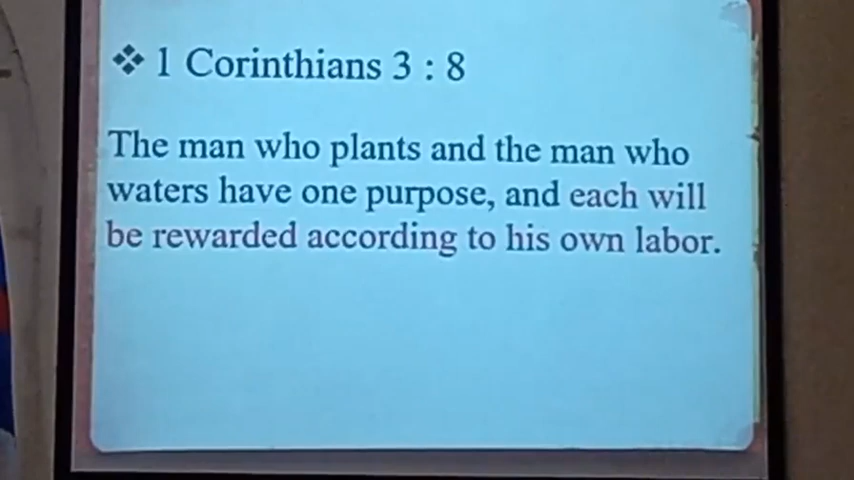 ❖ 1 Corinthians 3 : 8
The man who plants and the man who
waters have one purpose, and each will
be rewarded according to his own labor.